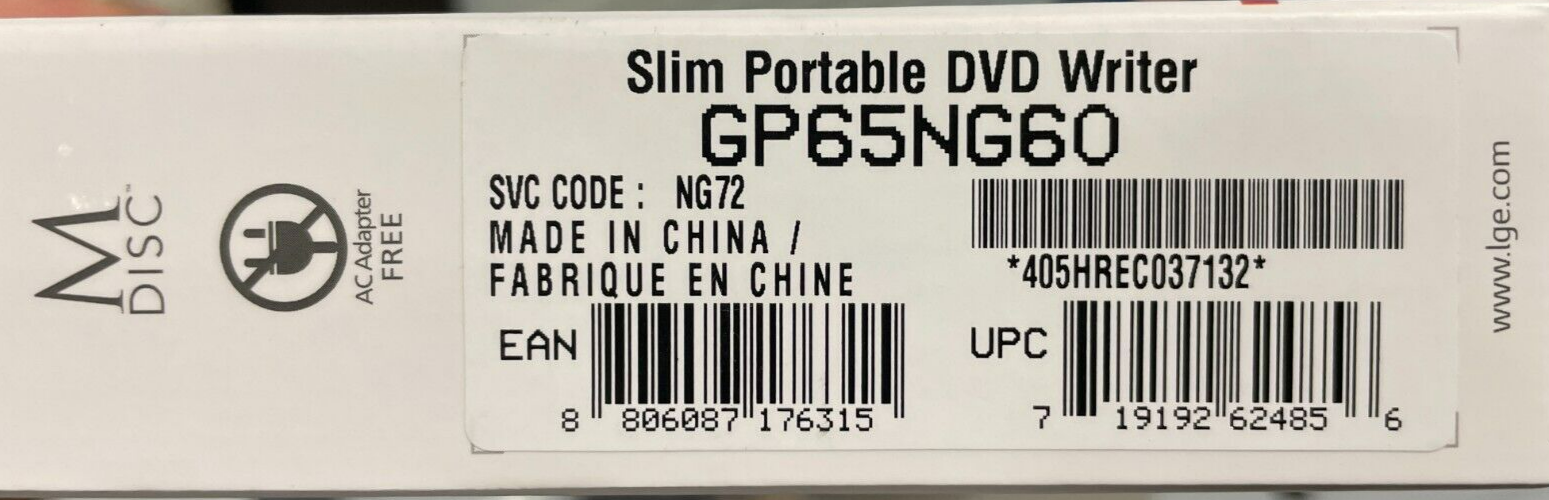 M
DISC™
AC Adapter
FREE
Slim Portable DVD Writer
GP65NG60
SVC CODE : NG72
MADE IN CHINA /
FABRIQUE EN CHINE
*405HREC037132*
EAN
8 806087 176315
UPC
7 19192 62485 6
www.lge.com